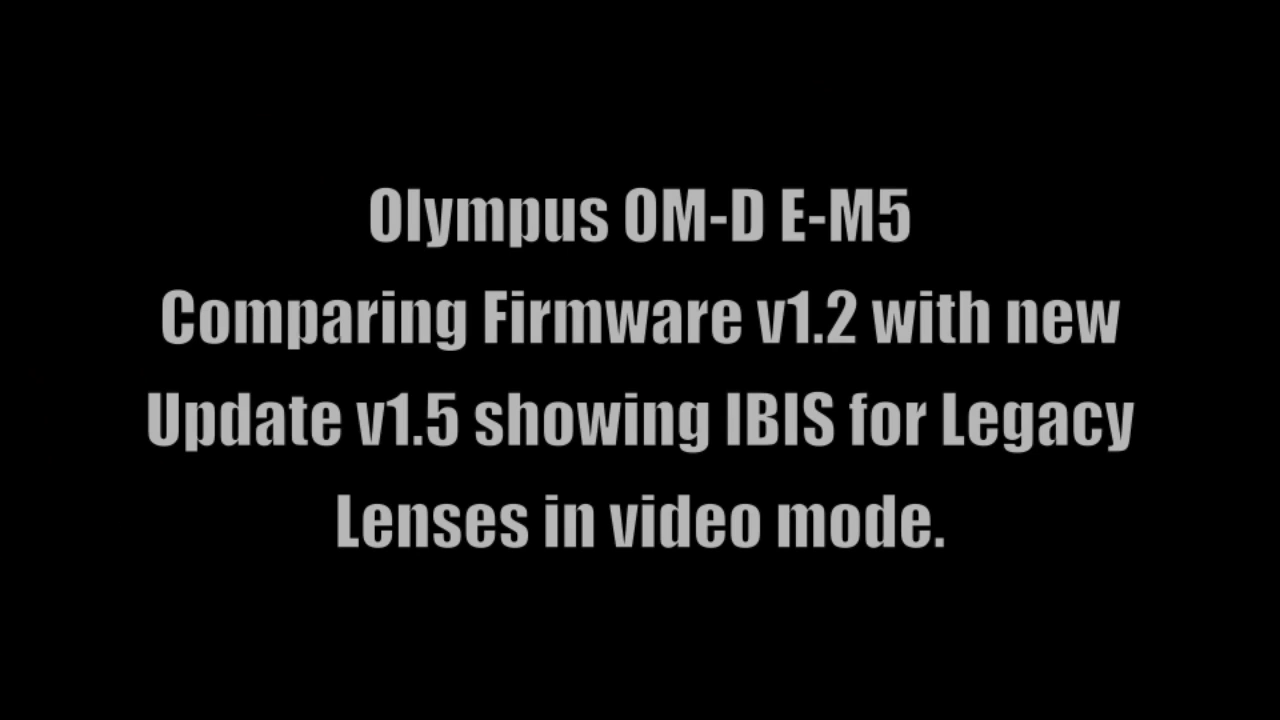 Olympus OM-D E-M5
Comparing Firmware v1.2 with new
Update v1.5 showing IBIS for Legacy
Lenses in video mode.